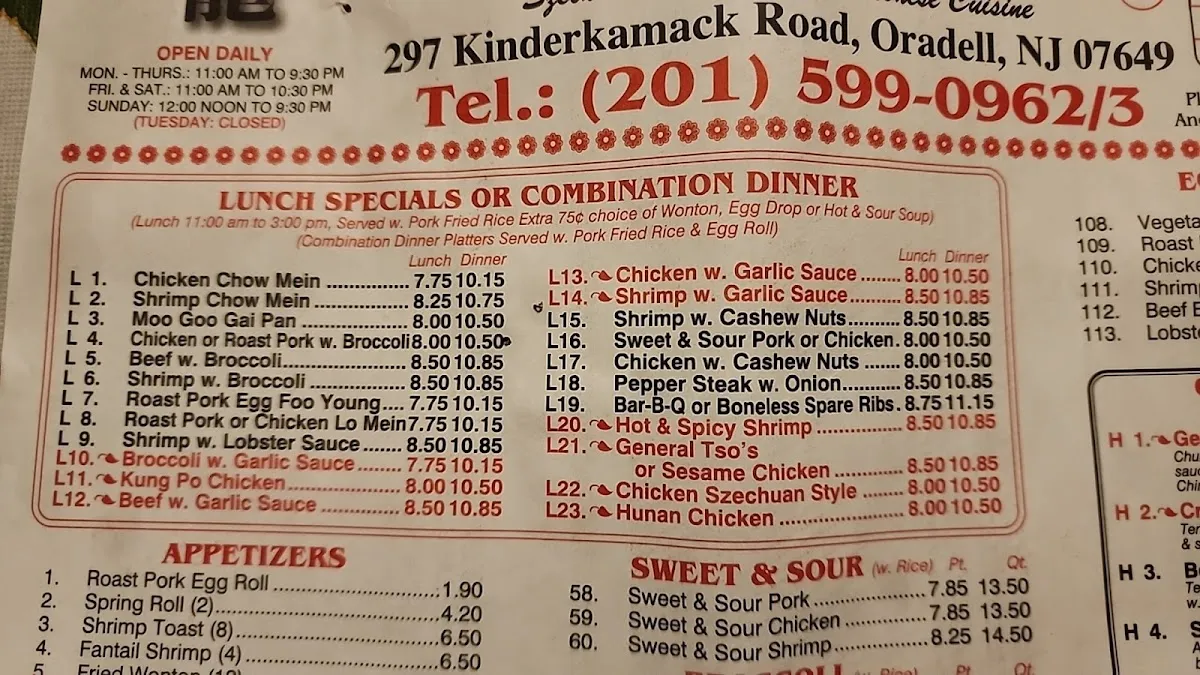 龍
Cuisine
OPEN DAILY
MON. - THURS.: 11:00 AM TO 9:30 PM
FRI. & SAT.: 11:00 AM TO 10:30 PM
SUNDAY: 12:00 NOON TO 9:30 PM
(TUESDAY: CLOSED)
297 Kinderkamack Road, Oradell, NJ 07649
Tel.: (201) 599-0962/3
LUNCH SPECIALS OR COMBINATION DINNER
(Lunch 11:00 am to 3:00 pm, Served w. Pork Fried Rice Extra 75¢ choice of Wonton, Egg Drop or Hot & Sour Soup)
(Combination Dinner Platters Served w. Pork Fried Rice & Egg Roll)
Lunch Dinner
L 1. Chicken Chow Mein ............... 7.75 10.15
L 2. Shrimp Chow Mein ................. 8.25 10.75
L 3. Moo Goo Gai Pan ................... 8.00 10.50
L 4. Chicken or Roast Pork w. Broccoli 8.00 10.50
L 5. Beef w. Broccoli....................... 8.50 10.85
L 6. Shrimp w. Broccoli .................. 8.50 10.85
L 7. Roast Pork Egg Foo Young.... 7.75 10.15
L 8. Roast Pork or Chicken Lo Mein 7.75 10.15
L 9. Shrimp w. Lobster Sauce ....... 8.50 10.85
L10. Broccoli w. Garlic Sauce ........ 7.75 10.15
L11. Kung Po Chicken.................... 8.00 10.50
L12. Beef w. Garlic Sauce .............. 8.50 10.85
Lunch Dinner
L13. Chicken w. Garlic Sauce ....... 8.00 10.50
L14. Shrimp w. Garlic Sauce......... 8.50 10.85
L15. Shrimp w. Cashew Nuts.......... 8.50 10.85
L16. Sweet & Sour Pork or Chicken. 8.00 10.50
L17. Chicken w. Cashew Nuts ....... 8.00 10.50
L18. Pepper Steak w. Onion........... 8.50 10.85
L19. Bar-B-Q or Boneless Spare Ribs. 8.75 11.15
L20. Hot & Spicy Shrimp ............... 8.50 10.85
L21. General Tso's
or Sesame Chicken ............. 8.50 10.85
L22. Chicken Szechuan Style ....... 8.00 10.50
L23. Hunan Chicken ..................... 8.00 10.50
APPETIZERS
1. Roast Pork Egg Roll ........................... 1.90
2. Spring Roll (2)..................................... 4.20
3. Shrimp Toast (8).................................. 6.50
4. Fantail Shrimp (4) ............................... 6.50
5. Fried Wonton
SWEET & SOUR (w. Rice) Pt. Qt.
58. Sweet & Sour Pork .................. 7.85 13.50
59. Sweet & Sour Chicken ............. 7.85 13.50
60. Sweet & Sour Shrimp............... 8.25 14.50
Pt. Qt.
108.
109. Roast
110.
111.
112. Beef
113.
H 1.
H 2.
H 3.
H 4.